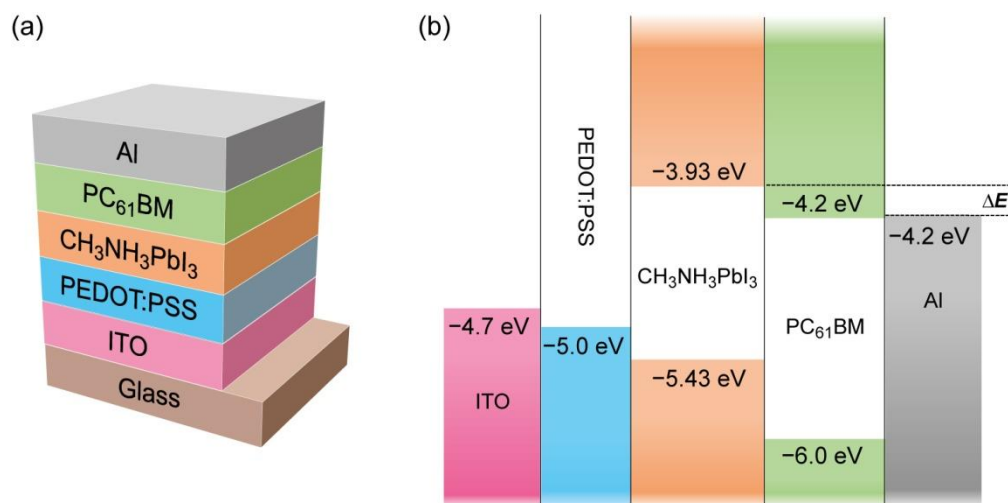 (a)
Al
PC₆₁BM
CH₃NH₃PbI₃
PEDOT:PSS
ITO
Glass
(b)
PEDOT:PSS
−3.93 eV
−4.2 eV
ΔE
−4.2 eV
CH₃NH₃PbI₃
Al
−4.7 eV
PC₆₁BM
−5.0 eV
−5.43 eV
ITO
−6.0 eV